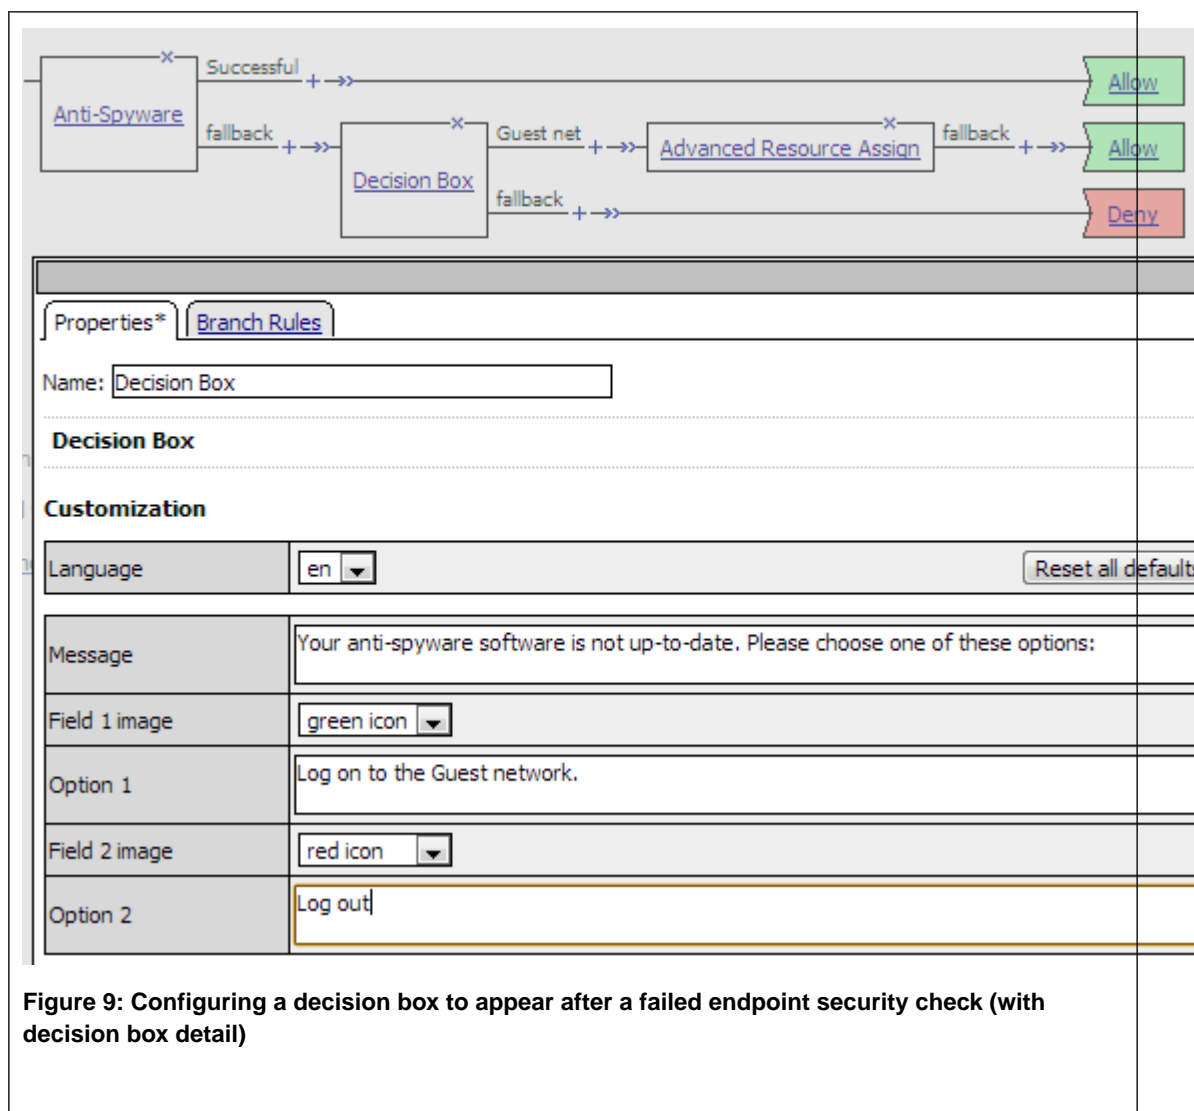 Successful
Allow
Anti-Spyware
fallback
Guest net
Advanced Resource Assign
fallback
Allow
Decision Box
fallback
Deny
Properties*
Branch Rules
Name: Decision Box
Decision Box
Customization
Language
en
Reset all defaults
Message
Your anti-spyware software is not up-to-date. Please choose one of these options:
Field 1 image
green icon
Option 1
Log on to the Guest network.
Field 2 image
red icon
Option 2
Log out
Figure 9: Configuring a decision box to appear after a failed endpoint security check (with
decision box detail)